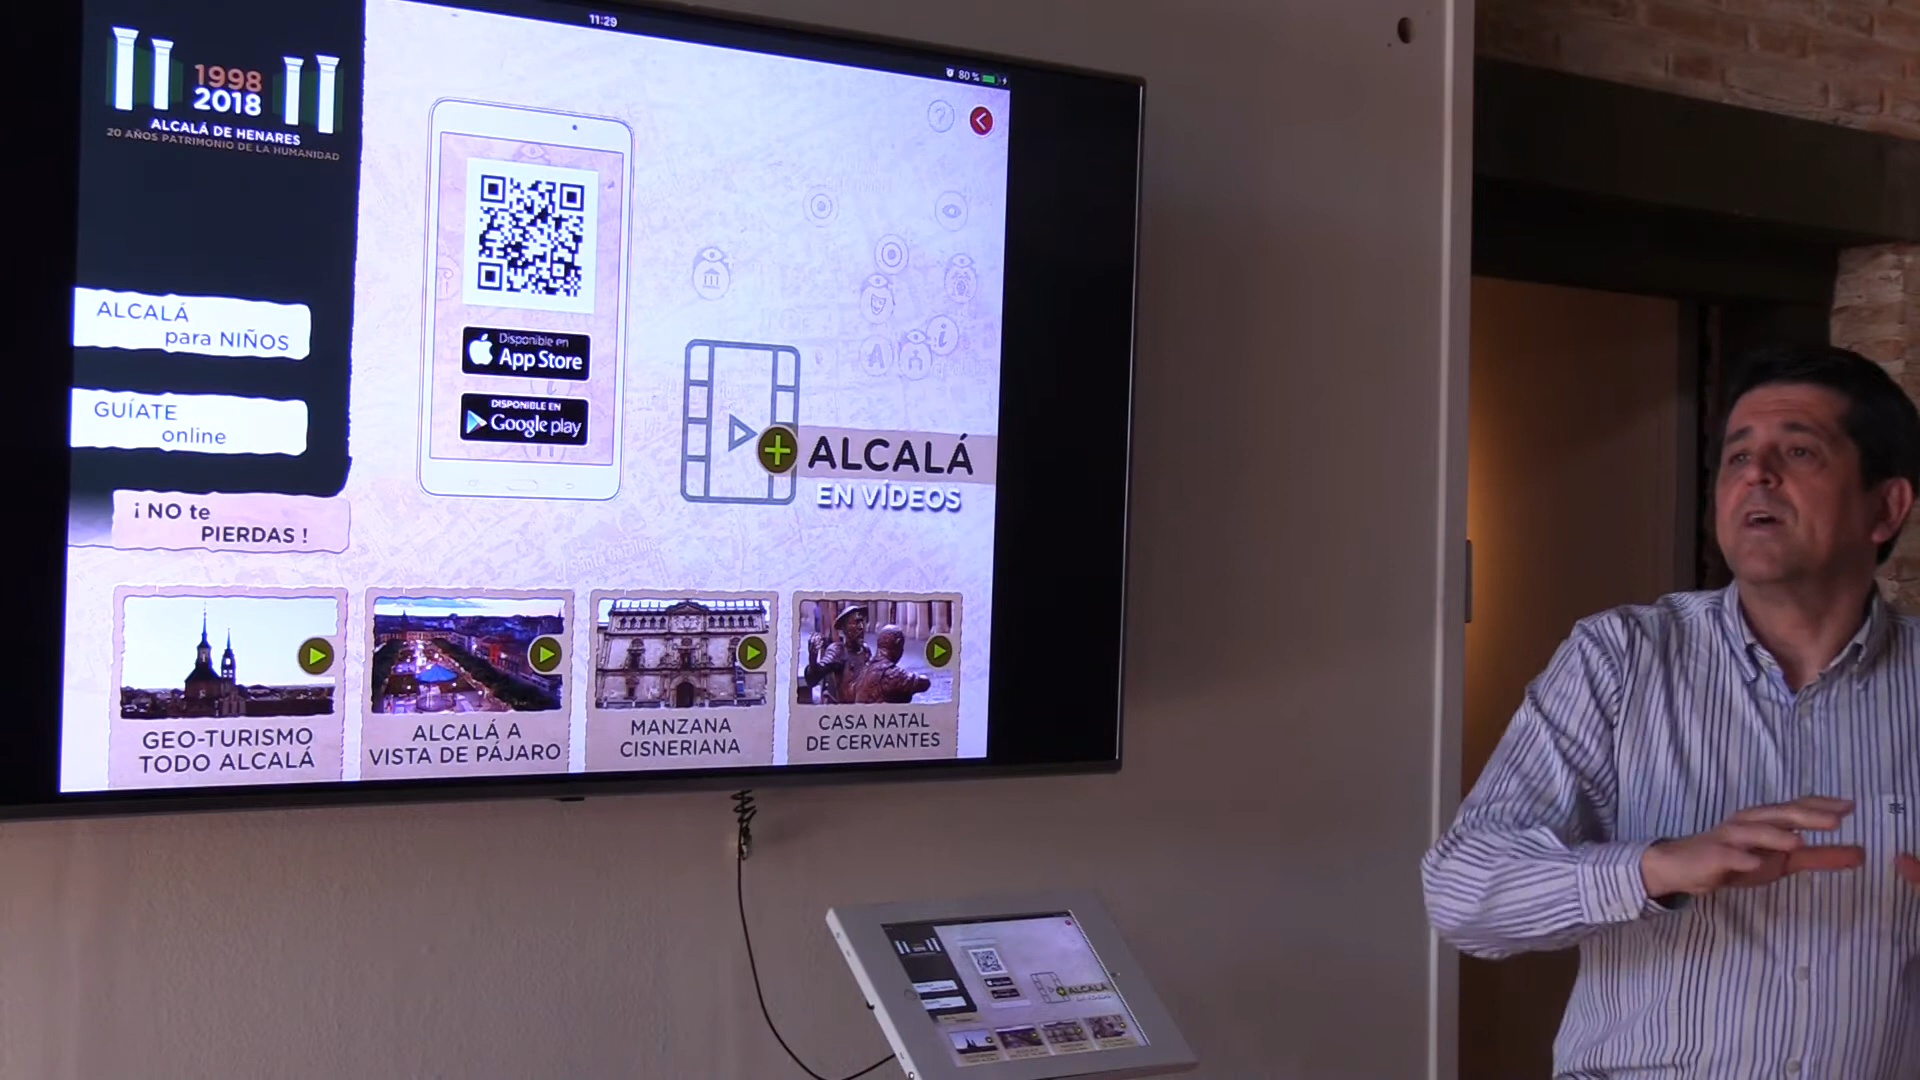 11:29
80 %
1998
2018
ALCALÁ DE HENARES
20 AÑOS PATRIMONIO DE LA HUMANIDAD
ALCALÁ
para NIÑOS
GUÍATE
online
¡ NO te
PIERDAS !
?
Disponible en
App Store
DISPONIBLE EN
Google play
ALCALÁ
EN VÍDEOS
GEO-TURISMO
TODO ALCALÁ
ALCALÁ A
VISTA DE PÁJARO
MANZANA
CISNERIANA
CASA NATAL
DE CERVANTES
ALCALÁ